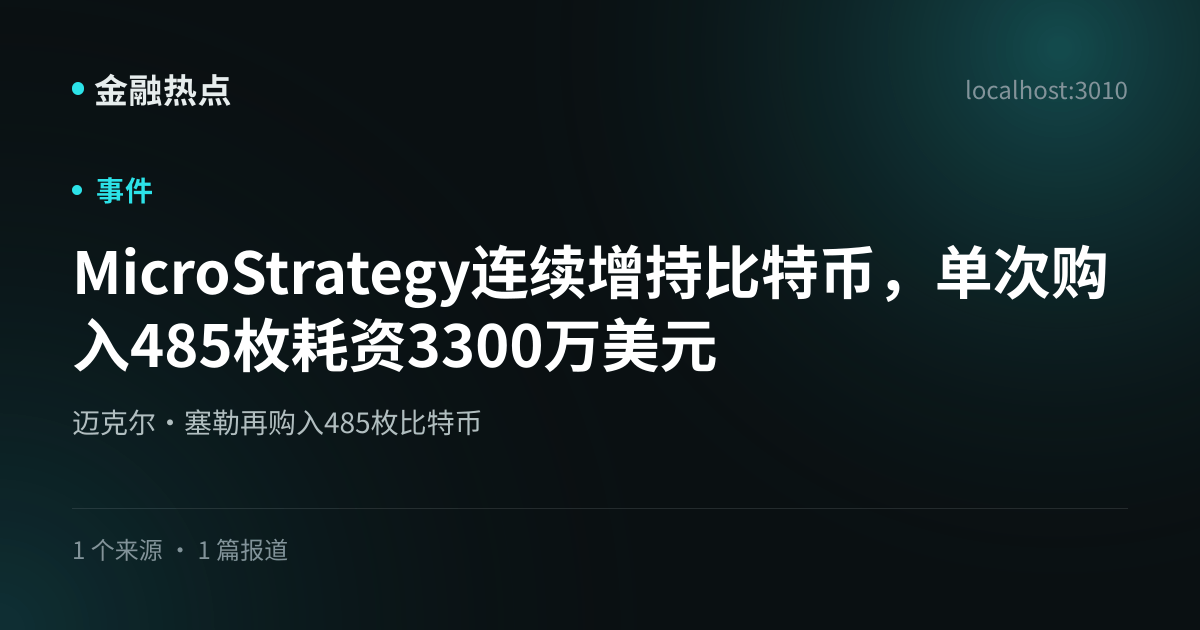 金融热点
localhost:3010
事件
MicroStrategy连续增持比特币，单次购
入485枚耗资3300万美元
迈克尔·塞勒再购入485枚比特币
1 个来源 · 1 篇报道